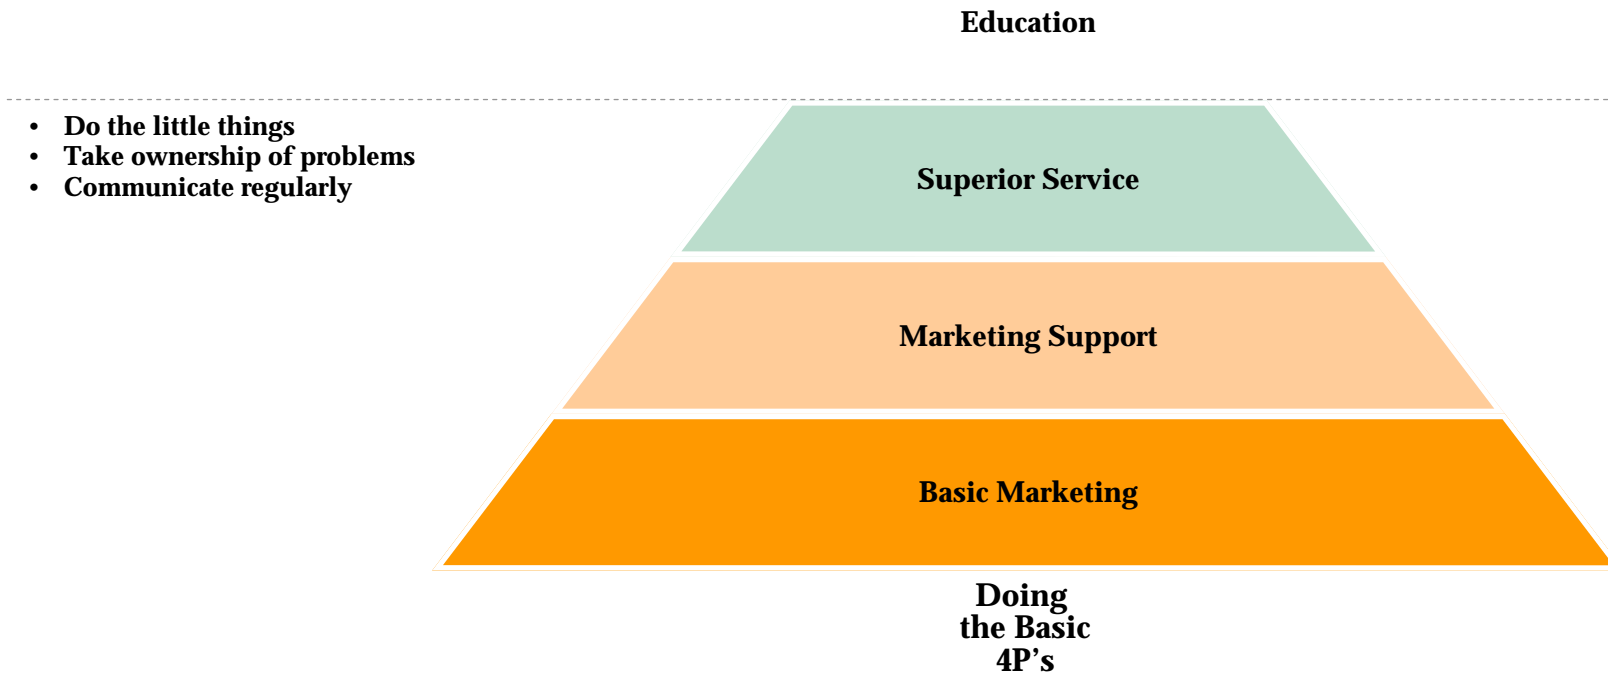 Education
• Do the little things
• Take ownership of problems
• Communicate regularly
Superior Service
Marketing Support
Basic Marketing
Doing
the Basic
4P’s